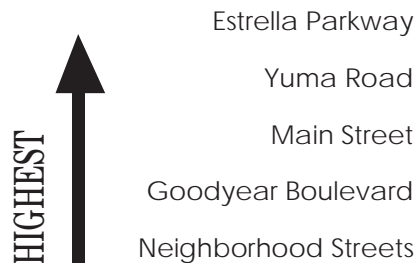 Estrella Parkway
Yuma Road
Main Street
Goodyear Boulevard
Neighborhood Streets
HIGHEST